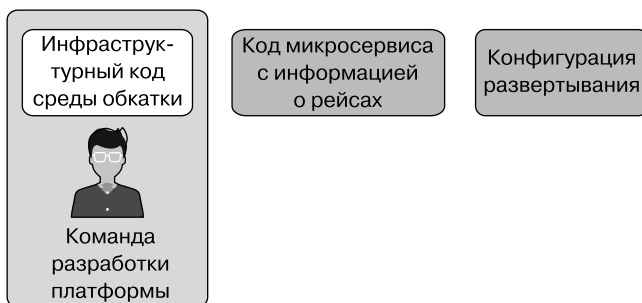 Инфраструк-
турный код
среды обкатки
Код микросервиса
с информацией
о рейсах
Конфигурация
развертывания
Команда
разработки
платформы